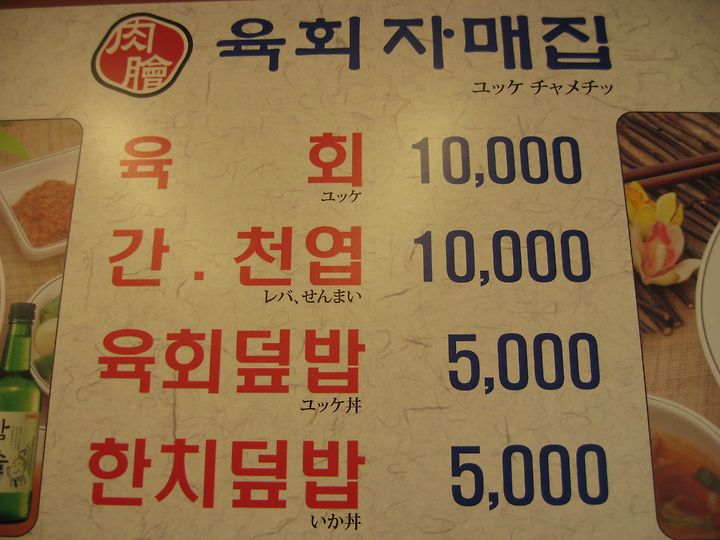 肉膾
육회 자매집
ユッケ チャメチッ
육회 10,000
ユッケ
간 . 천엽 10,000
レバ、せんまい
육회덮밥 5,000
ユッケ丼
한치덮밥 5,000
いか丼